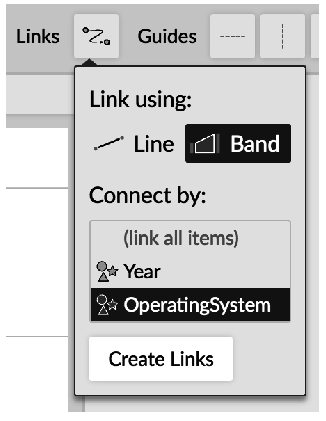 Links Guides
Link using:
Line Band
Connect by:
(link all items)
Year
OperatingSystem
Create Links